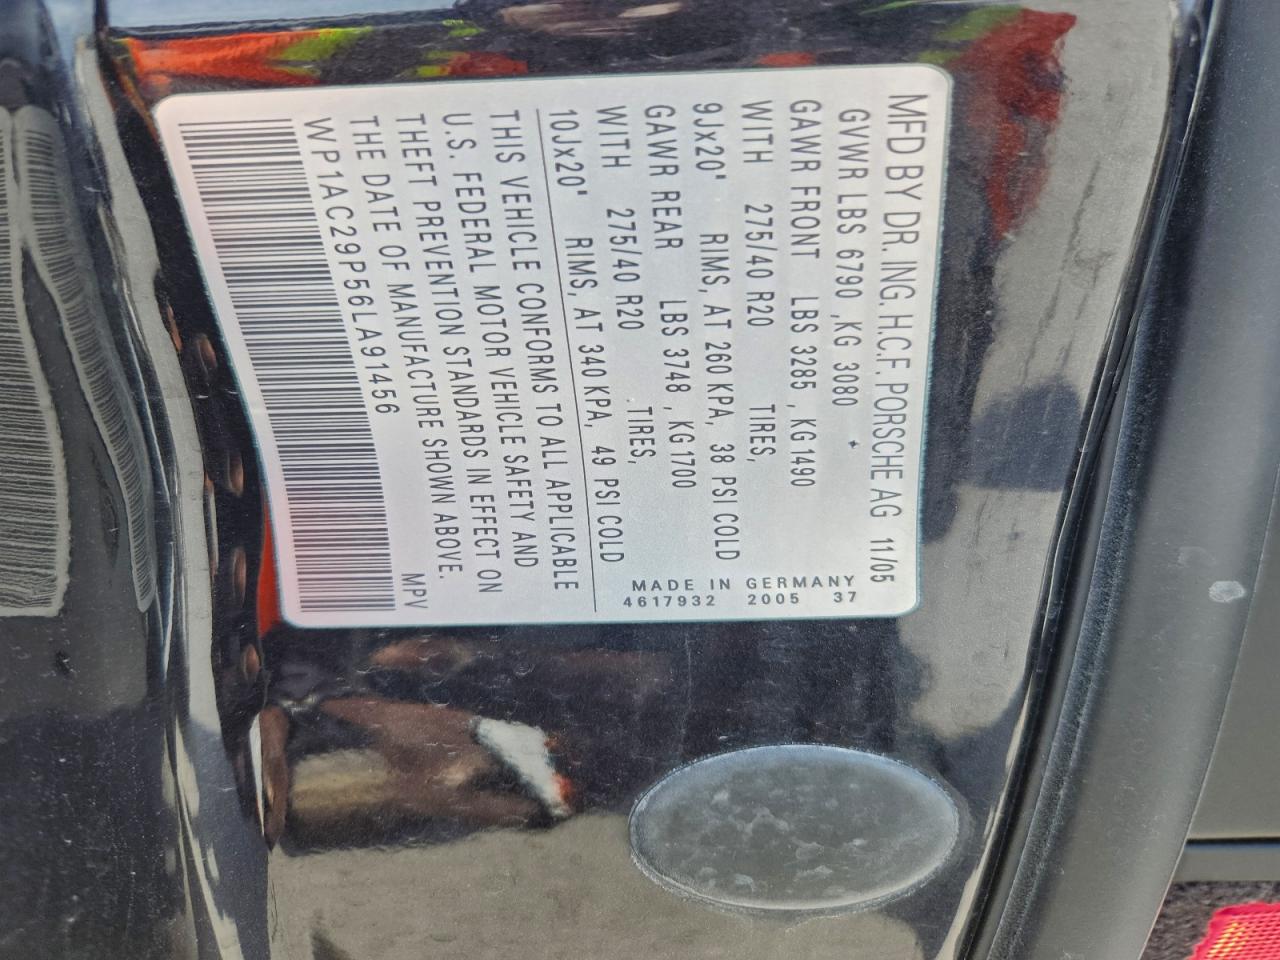 MFD BY DR. ING. H.C.F. PORSCHE AG 11/05
GVWR LBS 6790 ,KG 3080
GAWR FRONT LBS 3285 , KG 1490
WITH 275/40 R20 TIRES,
9Jx20" RIMS, AT 260 KPA, 38 PSI COLD
GAWR REAR LBS 3748 , KG 1700
WITH 275/40 R20 TIRES,
10Jx20" RIMS, AT 340 KPA, 49 PSI COLD
MADE IN GERMANY
4617932 2005 37
THIS VEHICLE CONFORMS TO ALL APPLICABLE
U.S. FEDERAL MOTOR VEHICLE SAFETY AND
THEFT PREVENTION STANDARDS IN EFFECT ON
THE DATE OF MANUFACTURE SHOWN ABOVE.
WP1AC29P56LA91456 MPV